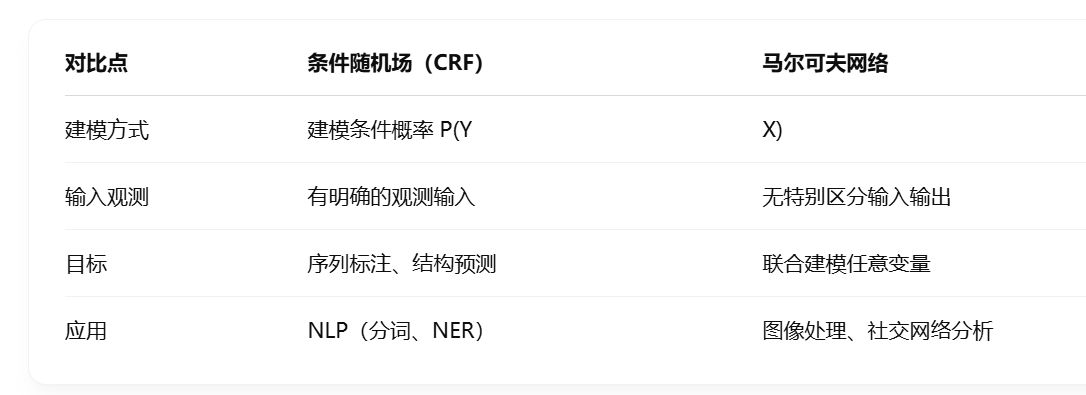 对比点 条件随机场（CRF） 马尔可夫网络
建模方式 建模条件概率 P(Y X)
输入观测 有明确的观测输入 无特别区分输入输出
目标 序列标注、结构预测 联合建模任意变量
应用 NLP（分词、NER） 图像处理、社交网络分析